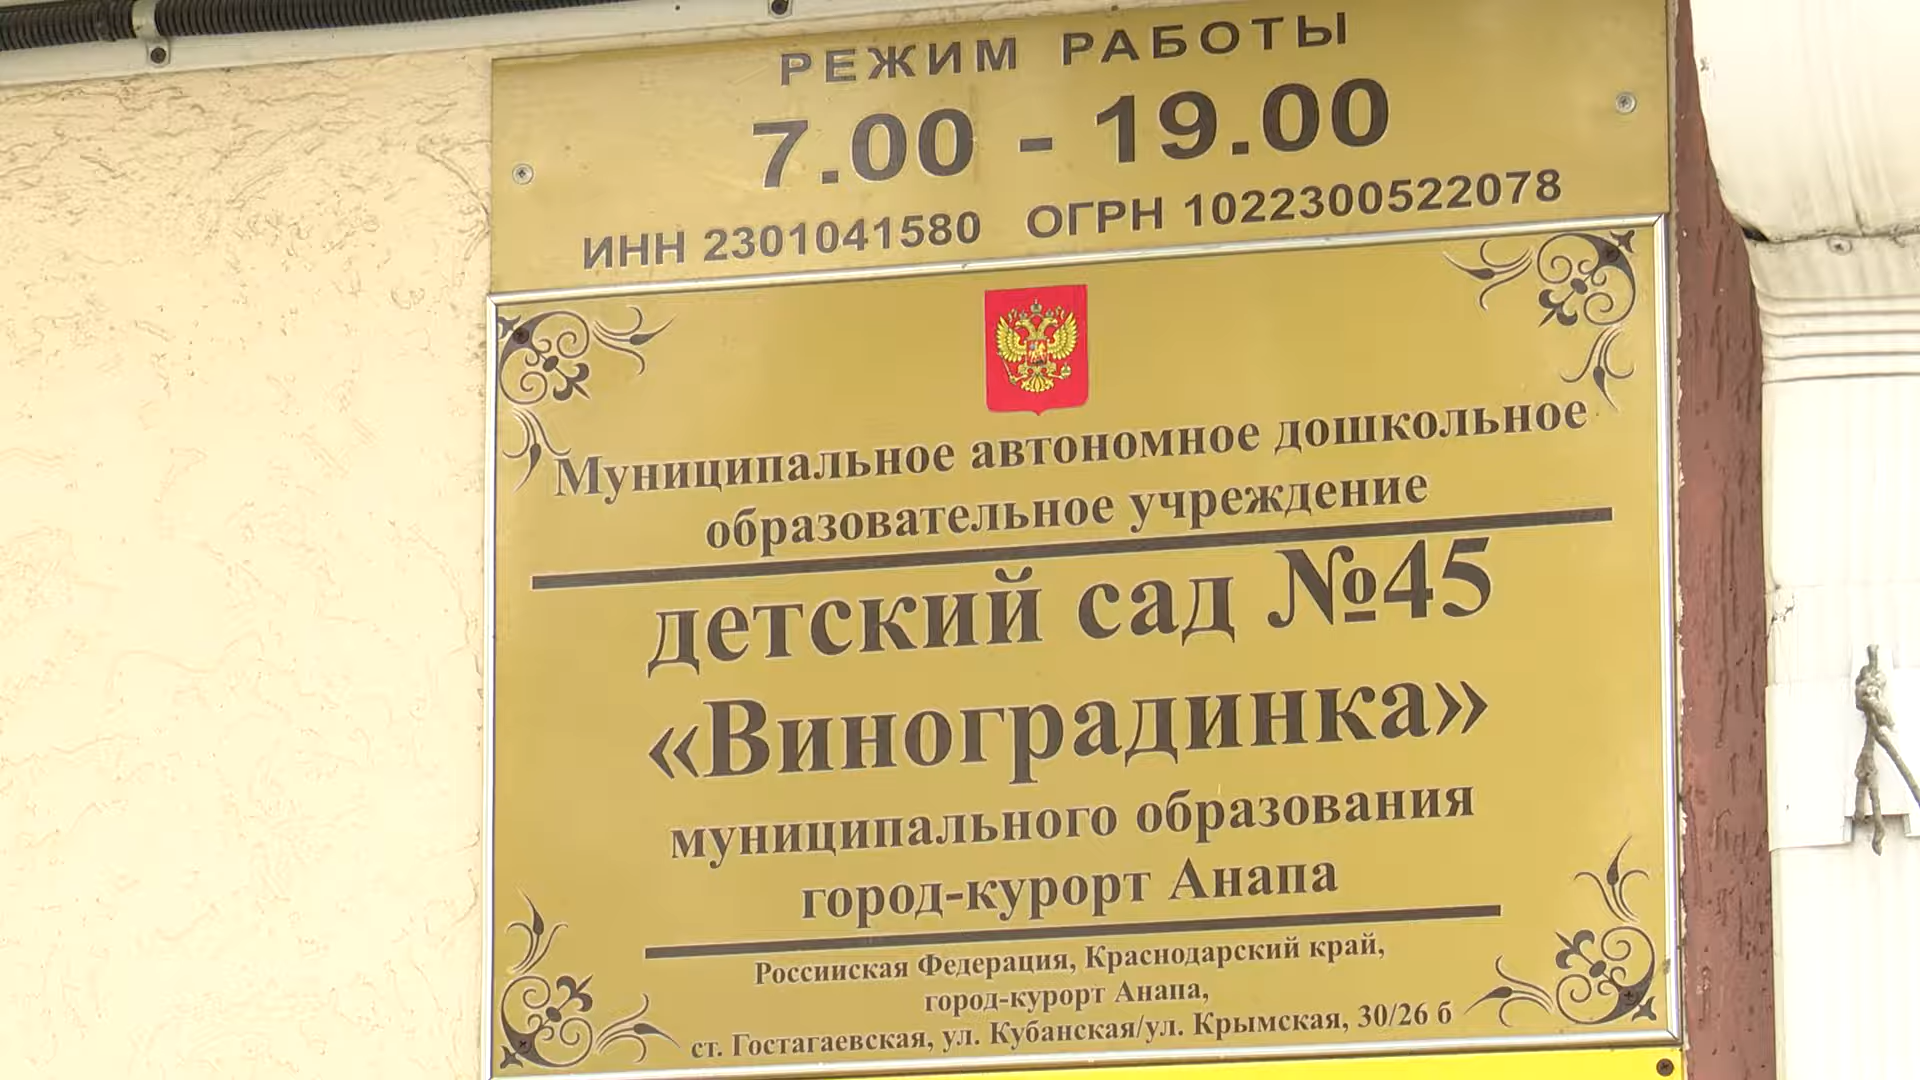 РЕЖИМ РАБОТЫ
7.00 - 19.00
ИНН 2301041580 ОГРН 1022300522078
Муниципальное автономное дошкольное
образовательное учреждение
детский сад №45
«Виноградинка»
муниципального образования
город-курорт Анапа
Российская Федерация, Краснодарский край,
город-курорт Анапа,
ст. Гостагаевская, ул. Кубанская/ул. Крымская, 30/26 б